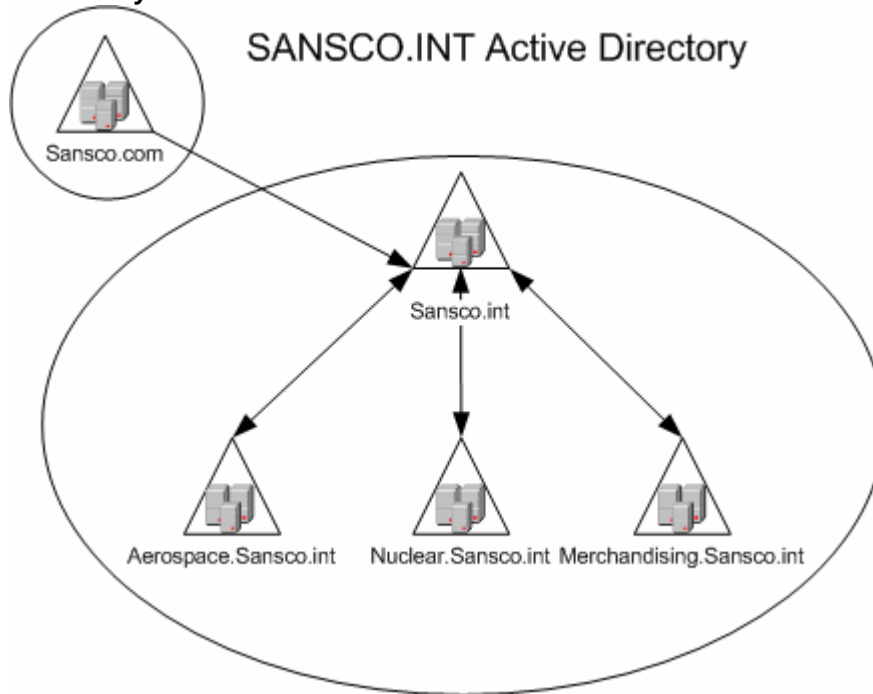 SANSCO.INT Active Directory
Sansco.com
Sansco.int
Aerospace.Sansco.int
Nuclear.Sansco.int
Merchandising.Sansco.int